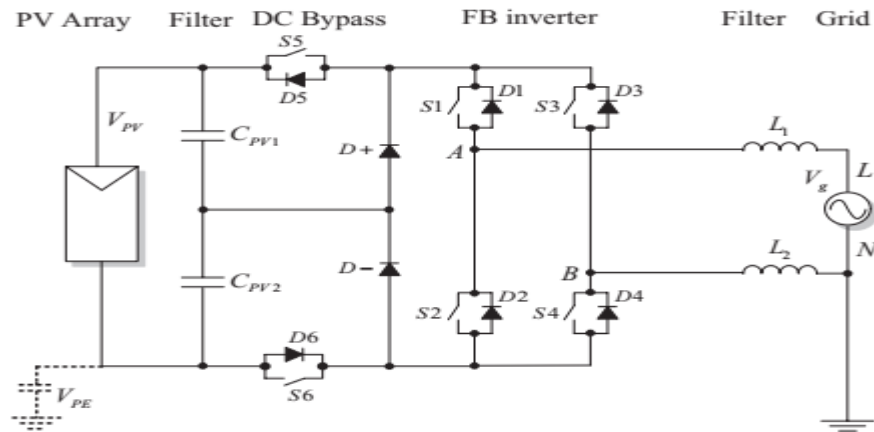 PV Array Filter DC Bypass FB inverter Filter Grid
S5
D5
V_PV
C_PV1
D+
S1 D1 S3 D3
A
L_1
V_g L
N
D−
B
L_2
C_PV2
S2 D2 S4 D4
D6
S6
V_PE